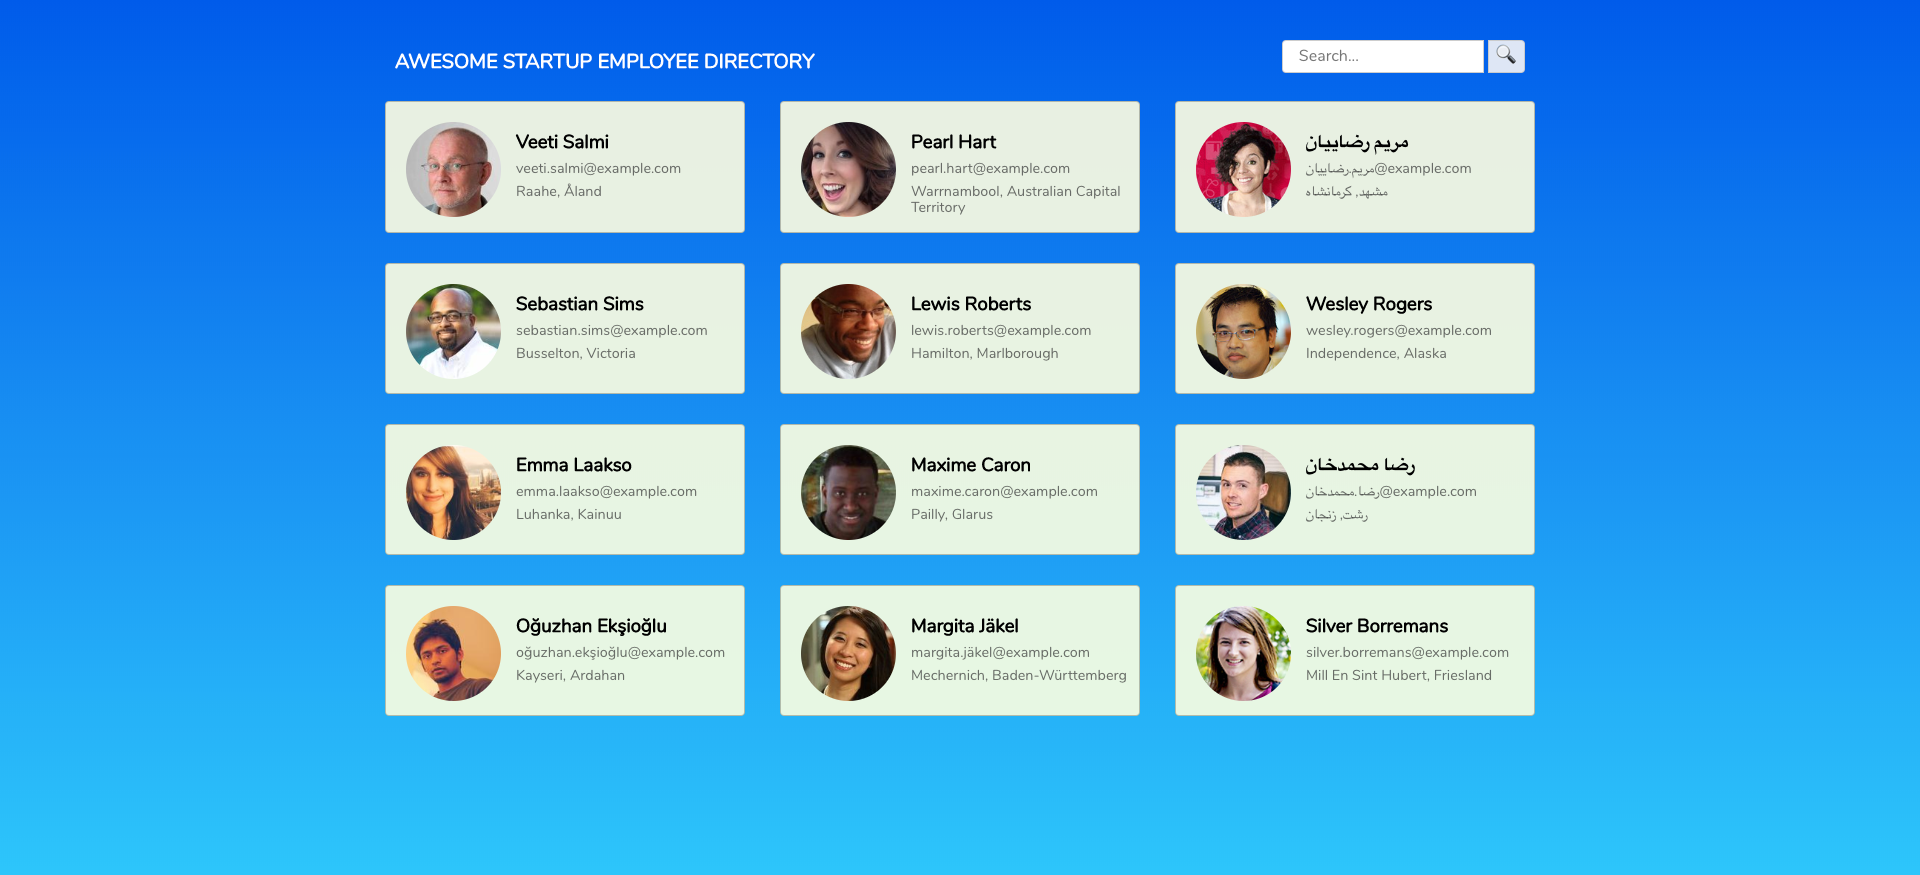 AWESOME STARTUP EMPLOYEE DIRECTORY
Search...
Veeti Salmi
veeti.salmi@example.com
Raahe, Åland
Pearl Hart
pearl.hart@example.com
Warrnambool, Australian Capital
Territory
مریم رضاییان
مریم.رضاییان@example.com
مشهد, کرمانشاه
Sebastian Sims
sebastian.sims@example.com
Busselton, Victoria
Lewis Roberts
lewis.roberts@example.com
Hamilton, Marlborough
Wesley Rogers
wesley.rogers@example.com
Independence, Alaska
Emma Laakso
emma.laakso@example.com
Luhanka, Kainuu
Maxime Caron
maxime.caron@example.com
Pailly, Glarus
رضا محمدخان
رضا.محمدخان@example.com
رشت, زنجان
Oğuzhan Ekşioğlu
oğuzhan.ekşioğlu@example.com
Kayseri, Ardahan
Margita Jäkel
margita.jäkel@example.com
Mechernich, Baden-Württemberg
Silver Borremans
silver.borremans@example.com
Mill En Sint Hubert, Friesland